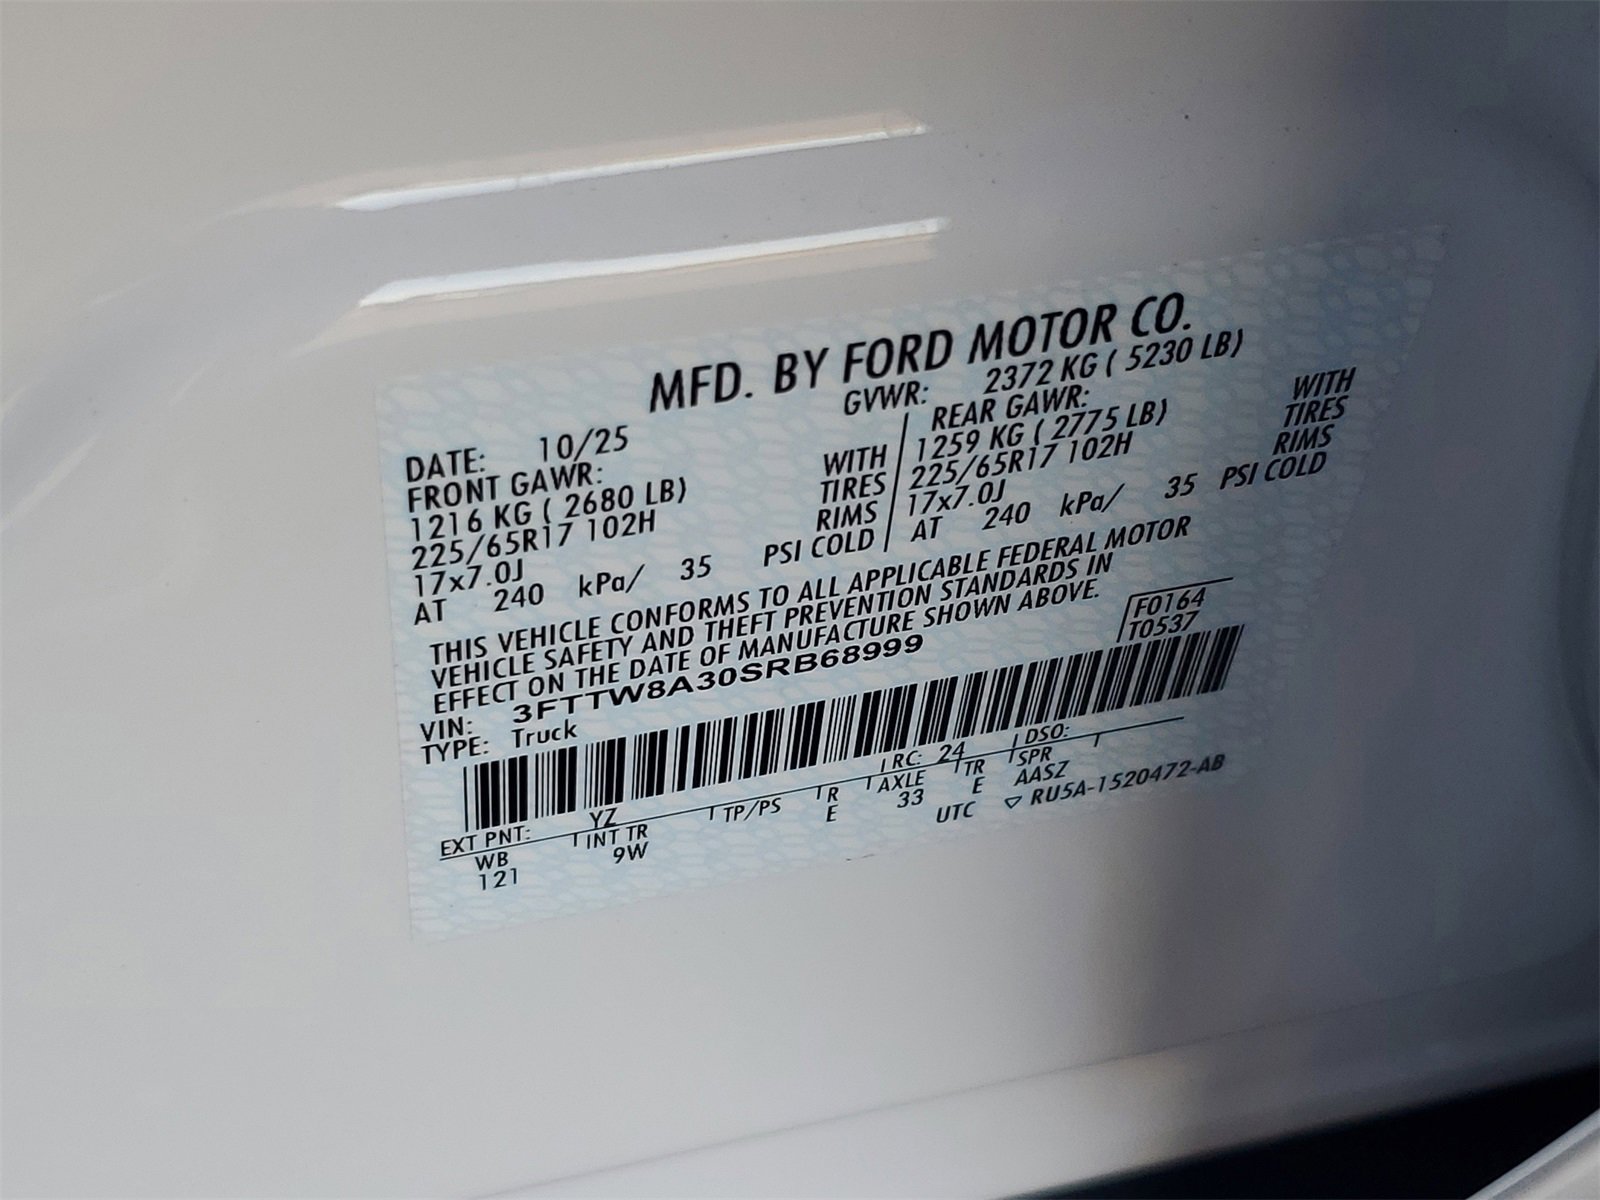 MFD. BY FORD MOTOR CO.
DATE: 10/25 GVWR: 2372 KG ( 5230 LB)
FRONT GAWR: REAR GAWR:
1216 KG ( 2680 LB) WITH 1259 KG ( 2775 LB) WITH
225/65R17 102H TIRES 225/65R17 102H TIRES
17x7.0J RIMS 17x7.0J RIMS
AT 240 kPa/ 35 PSI COLD AT 240 kPa/ 35 PSI COLD
THIS VEHICLE CONFORMS TO ALL APPLICABLE FEDERAL MOTOR
VEHICLE SAFETY AND THEFT PREVENTION STANDARDS IN
EFFECT ON THE DATE OF MANUFACTURE SHOWN ABOVE.
VIN: 3FTTW8A30SRB68999 F0164
TYPE: Truck T0537
EXT PNT: YZ RC: 24 DSO:
WB INT TR TP/PS R AXLE TR SPR
121 9W E 33 E AASZ
UTC ▽ RU5A-1520472-AB